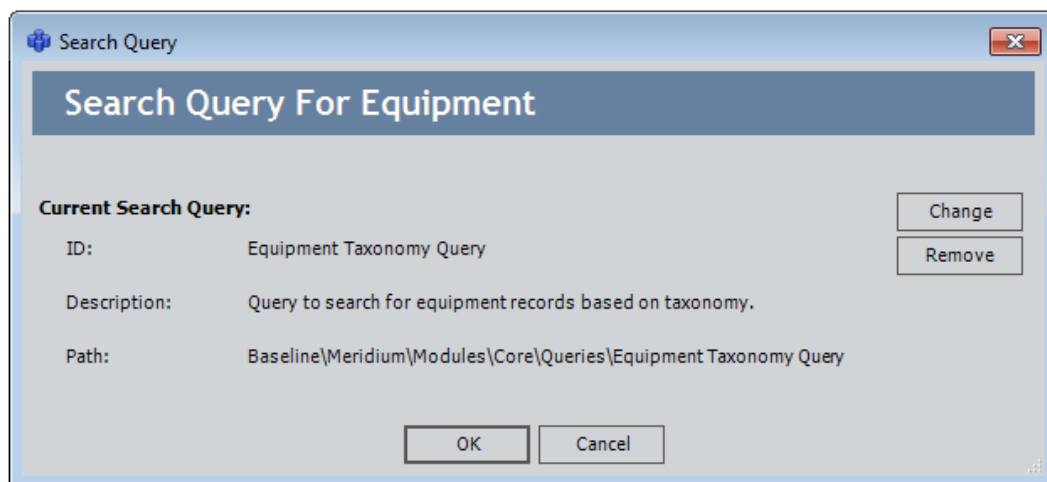 Search Query
Search Query For Equipment
Current Search Query:
Change
ID: Equipment Taxonomy Query
Remove
Description: Query to search for equipment records based on taxonomy.
Path: Baseline\Meridium\Modules\Core\Queries\Equipment Taxonomy Query
OK Cancel